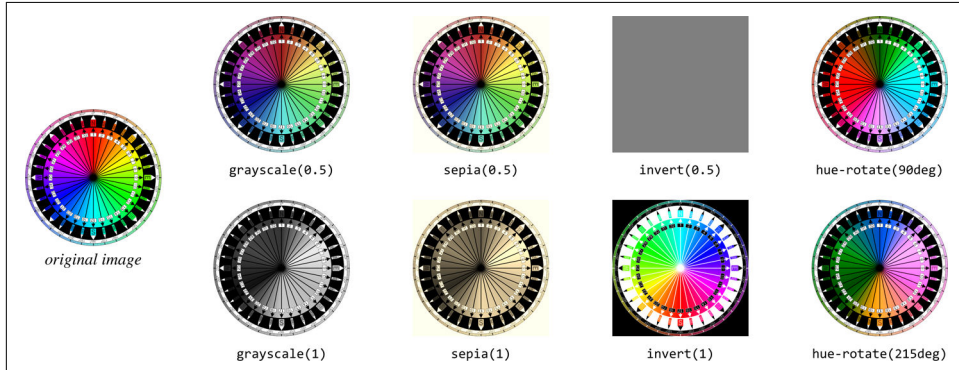 grayscale(0.5)
sepia(0.5)
invert(0.5)
hue-rotate(90deg)
original image
grayscale(1)
sepia(1)
invert(1)
hue-rotate(215deg)